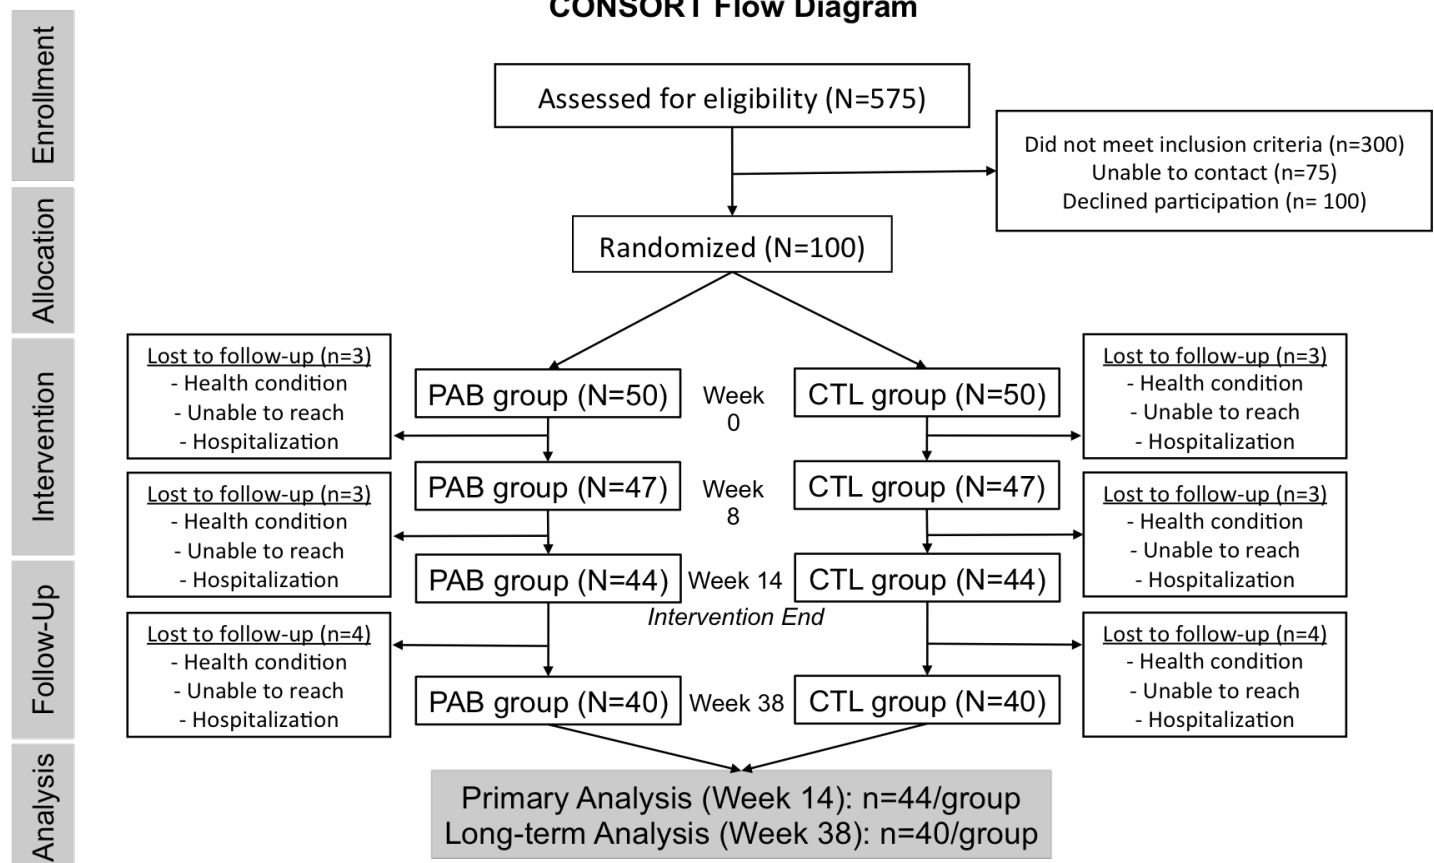 CONSORT Flow Diagram
Enrollment
Assessed for eligibility (N=575)
Did not meet inclusion criteria (n=300)
Unable to contact (n=75)
Declined participation (n= 100)
Allocation
Randomized (N=100)
Intervention
Lost to follow-up (n=3)
- Health condition
- Unable to reach
- Hospitalization
PAB group (N=50)
Week
0
CTL group (N=50)
Lost to follow-up (n=3)
- Health condition
- Unable to reach
- Hospitalization
Lost to follow-up (n=3)
- Health condition
- Unable to reach
- Hospitalization
PAB group (N=47)
Week
8
CTL group (N=47)
Lost to follow-up (n=3)
- Health condition
- Unable to reach
- Hospitalization
Follow-Up
PAB group (N=44)
Week 14
CTL group (N=44)
Intervention End
Lost to follow-up (n=4)
- Health condition
- Unable to reach
- Hospitalization
PAB group (N=40)
Week 38
CTL group (N=40)
Lost to follow-up (n=4)
- Health condition
- Unable to reach
- Hospitalization
Analysis
Primary Analysis (Week 14): n=44/group
Long-term Analysis (Week 38): n=40/group